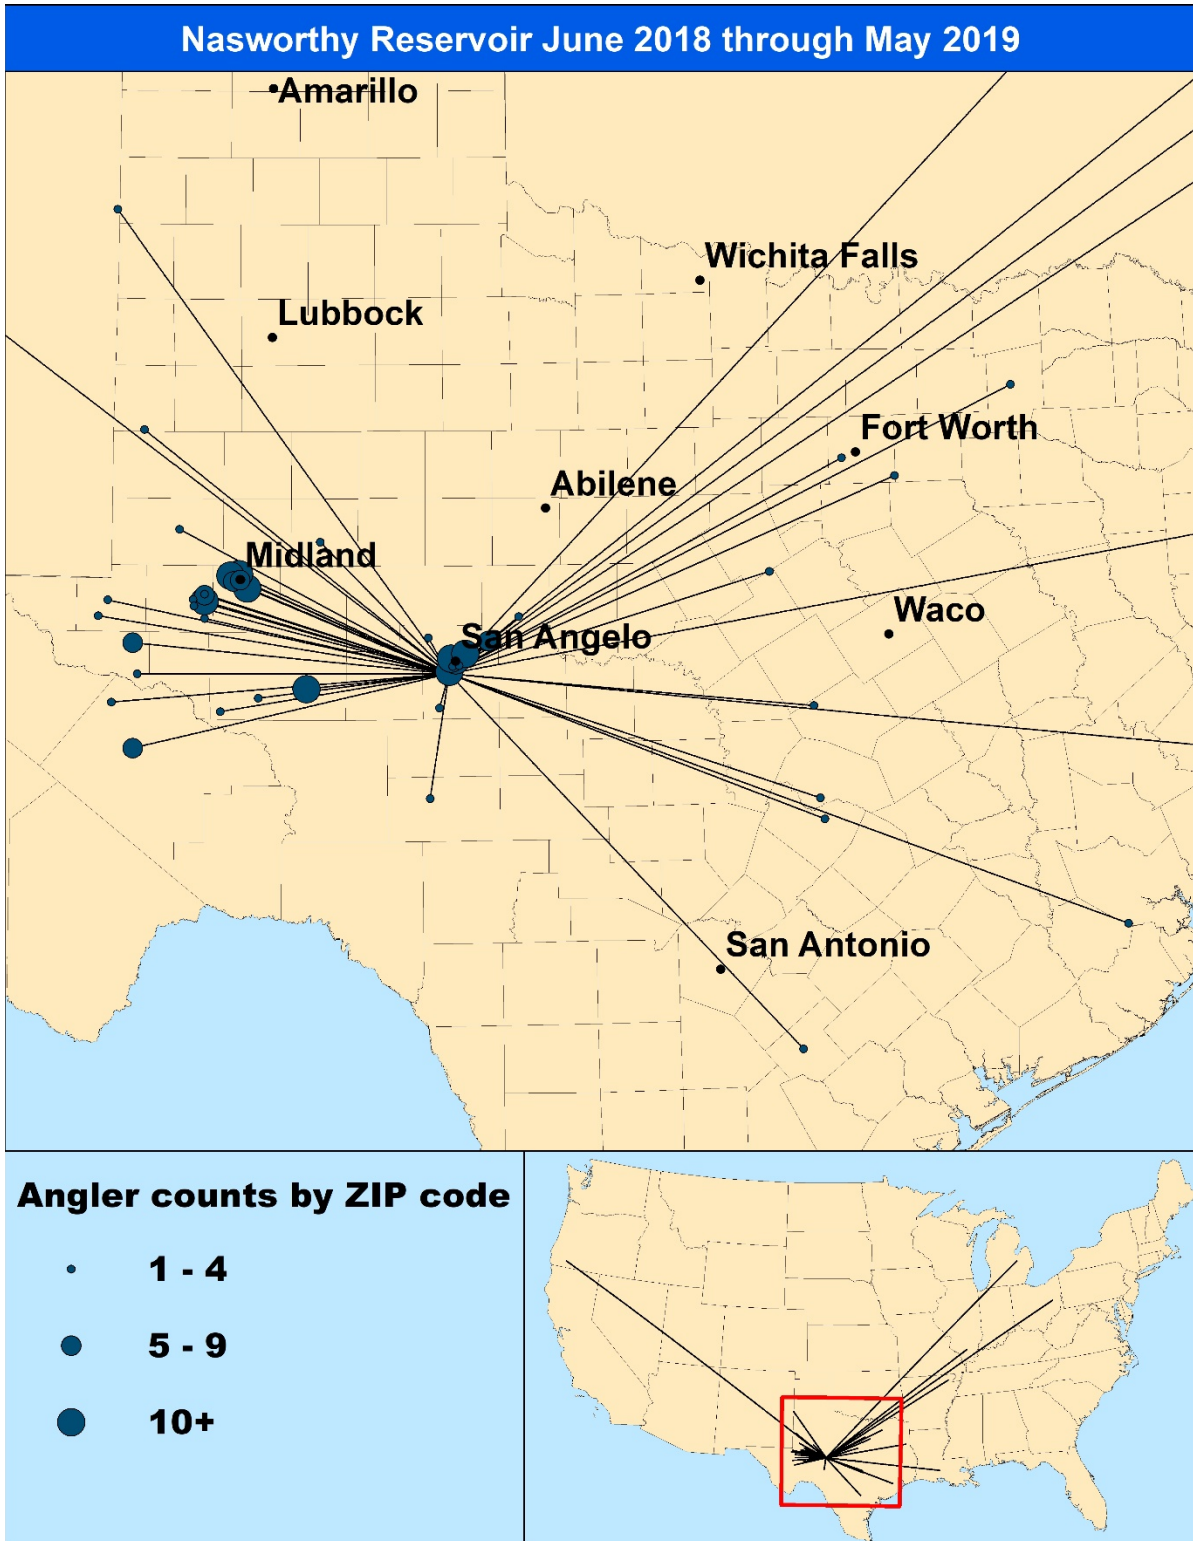 Nasworthy Reservoir June 2018 through May 2019
Amarillo
Wichita Falls
Lubbock
Fort Worth
Abilene
Midland
Waco
San Angelo
San Antonio
Angler counts by ZIP code
1 - 4
5 - 9
10+